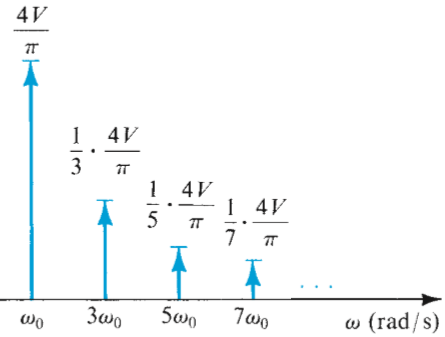 4V/π
1/3 · 4V/π
1/5 · 4V/π
1/7 · 4V/π
. . .
ω₀ 3ω₀ 5ω₀ 7ω₀ ω (rad/s)